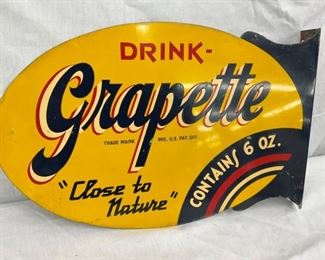 DRINK-
Grapette
TRADE MARK REG. U.S. PAT. OFF.
"Close to
Nature"
CONTAINS 6 OZ.